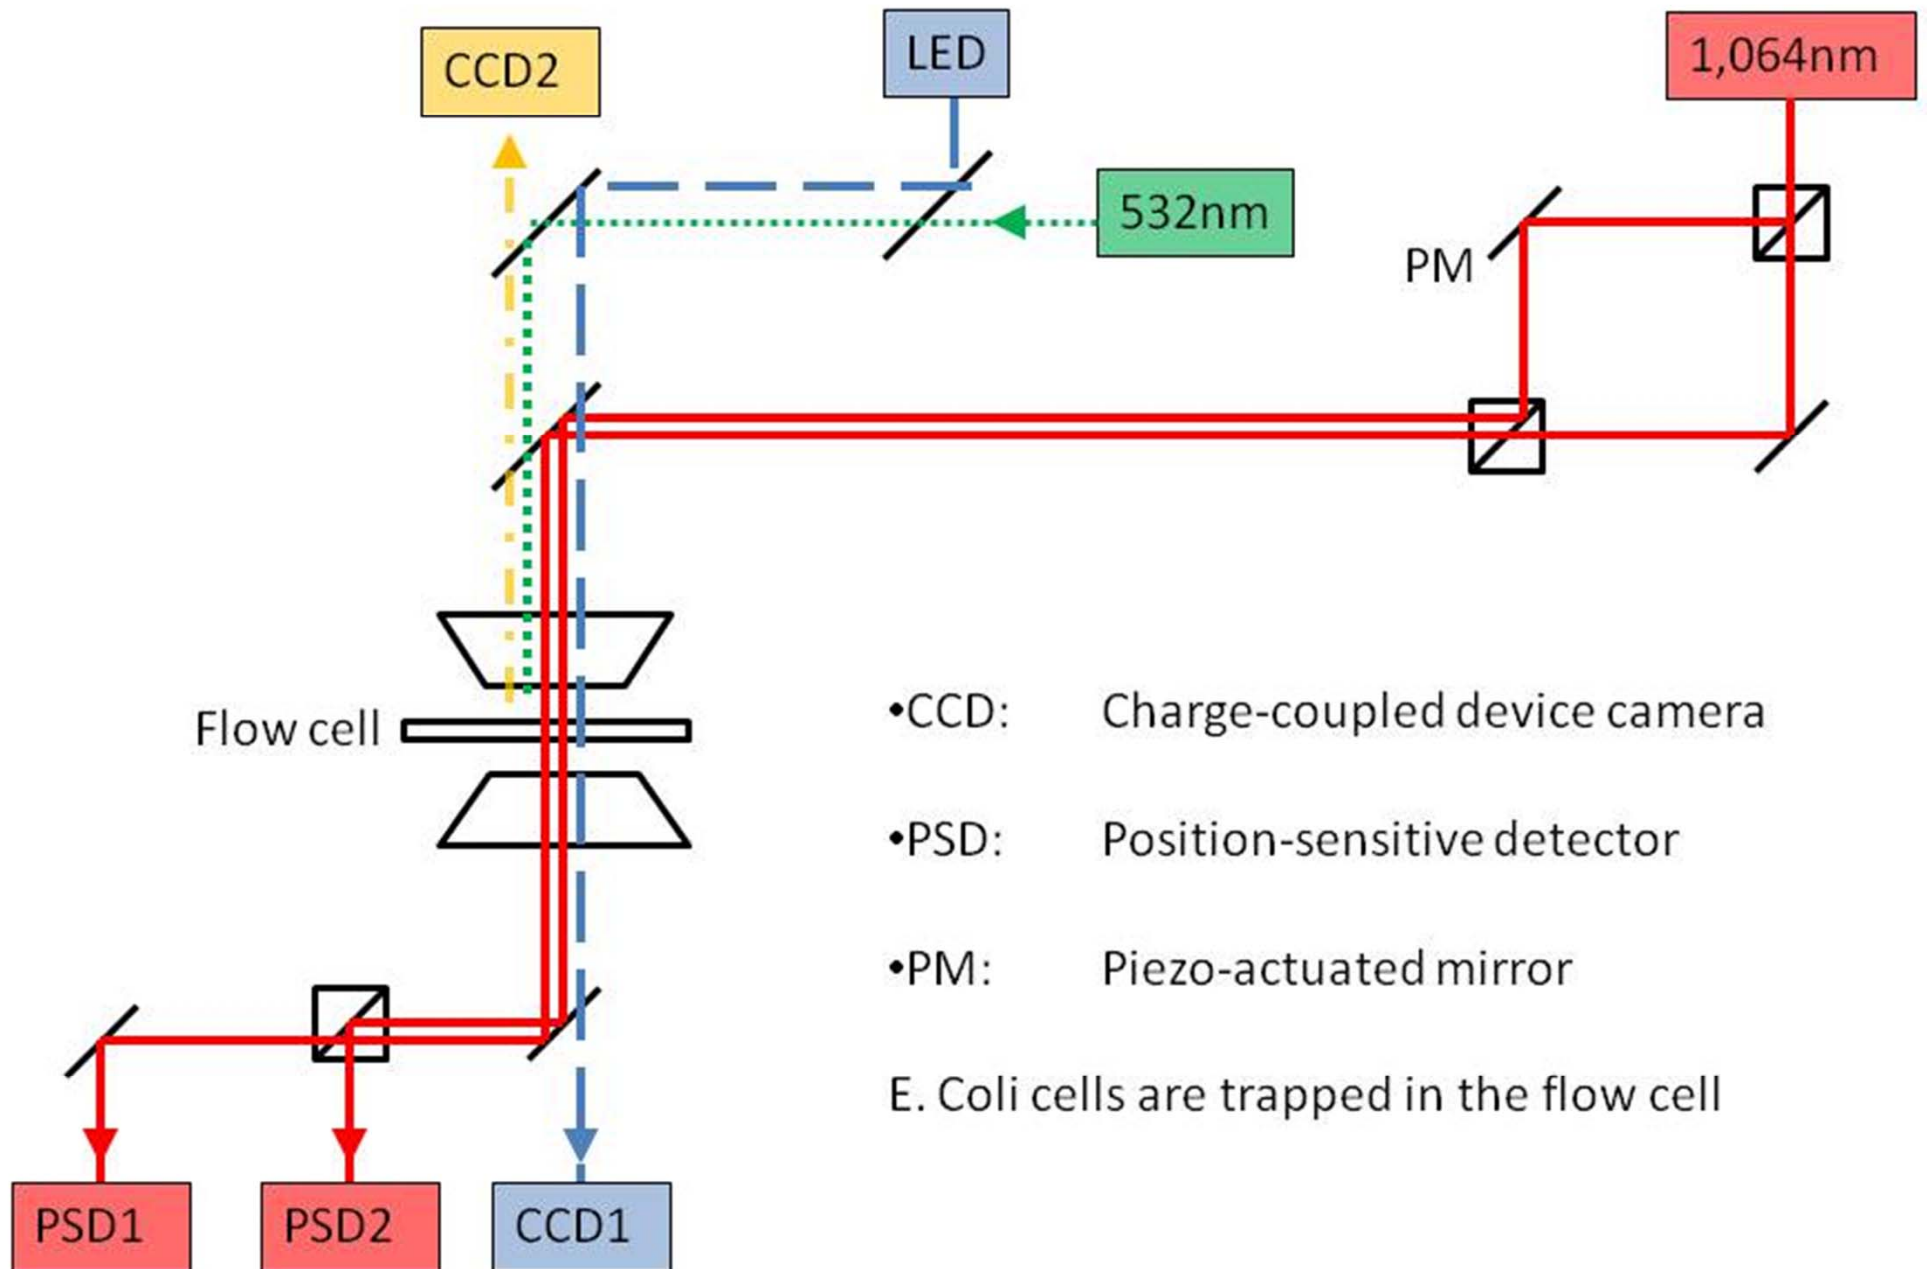 CCD2
LED
1,064nm
532nm
PM
Flow cell
•CCD: Charge-coupled device camera
•PSD: Position-sensitive detector
•PM: Piezo-actuated mirror
E. Coli cells are trapped in the flow cell
PSD1
PSD2
CCD1